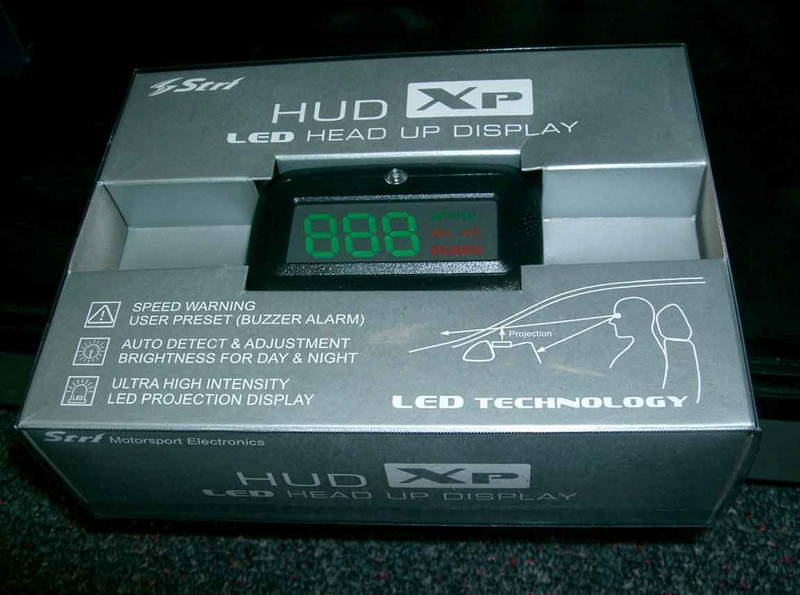 Stri
HUD XP
LED HEAD UP DISPLAY
888
SPEED WARNING
USER PRESET (BUZZER ALARM)
AUTO DETECT & ADJUSTMENT
BRIGHTNESS FOR DAY & NIGHT
ULTRA HIGH INTENSITY
LED PROJECTION DISPLAY
Projection
LED TECHNOLOGY
Stri Motorsport Electronics
HUD XP
LED HEAD UP DISPLAY